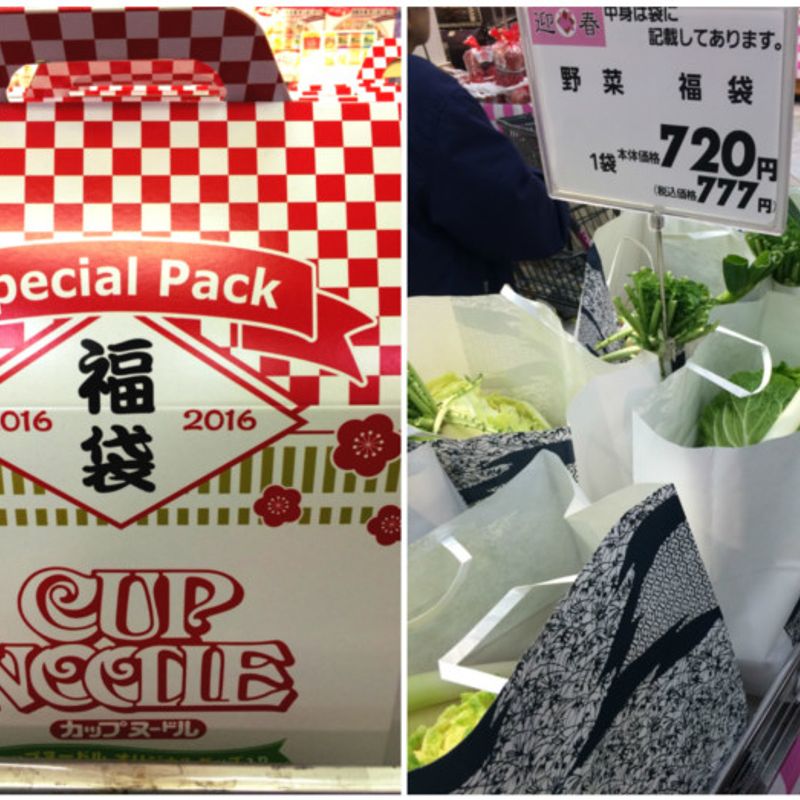 Special Pack
2016
福袋
2016
CUP
NOODLE
カップヌードル
迎春
中身は袋に
記載してあります。
野菜 福袋
1袋 本体価格 720円
(税込価格 777円)